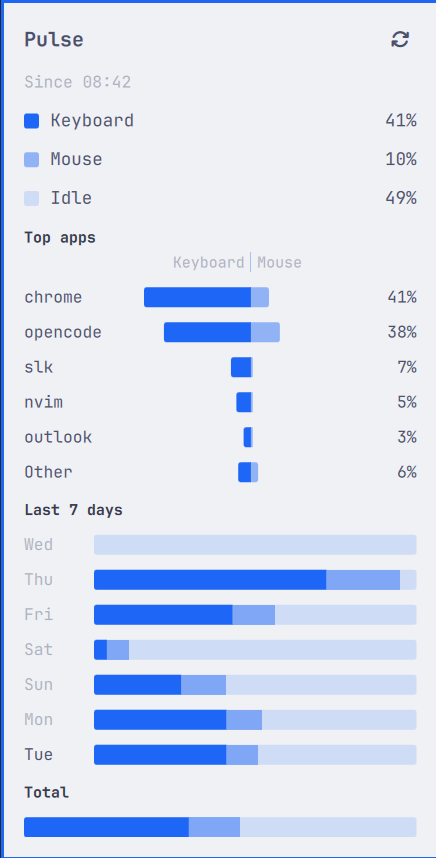 Pulse
Since 08:42
Keyboard 41%
Mouse 10%
Idle 49%
Top apps
Keyboard Mouse
chrome 41%
opencode 38%
slk 7%
nvim 5%
outlook 3%
Other 6%
Last 7 days
Wed
Thu
Fri
Sat
Sun
Mon
Tue
Total